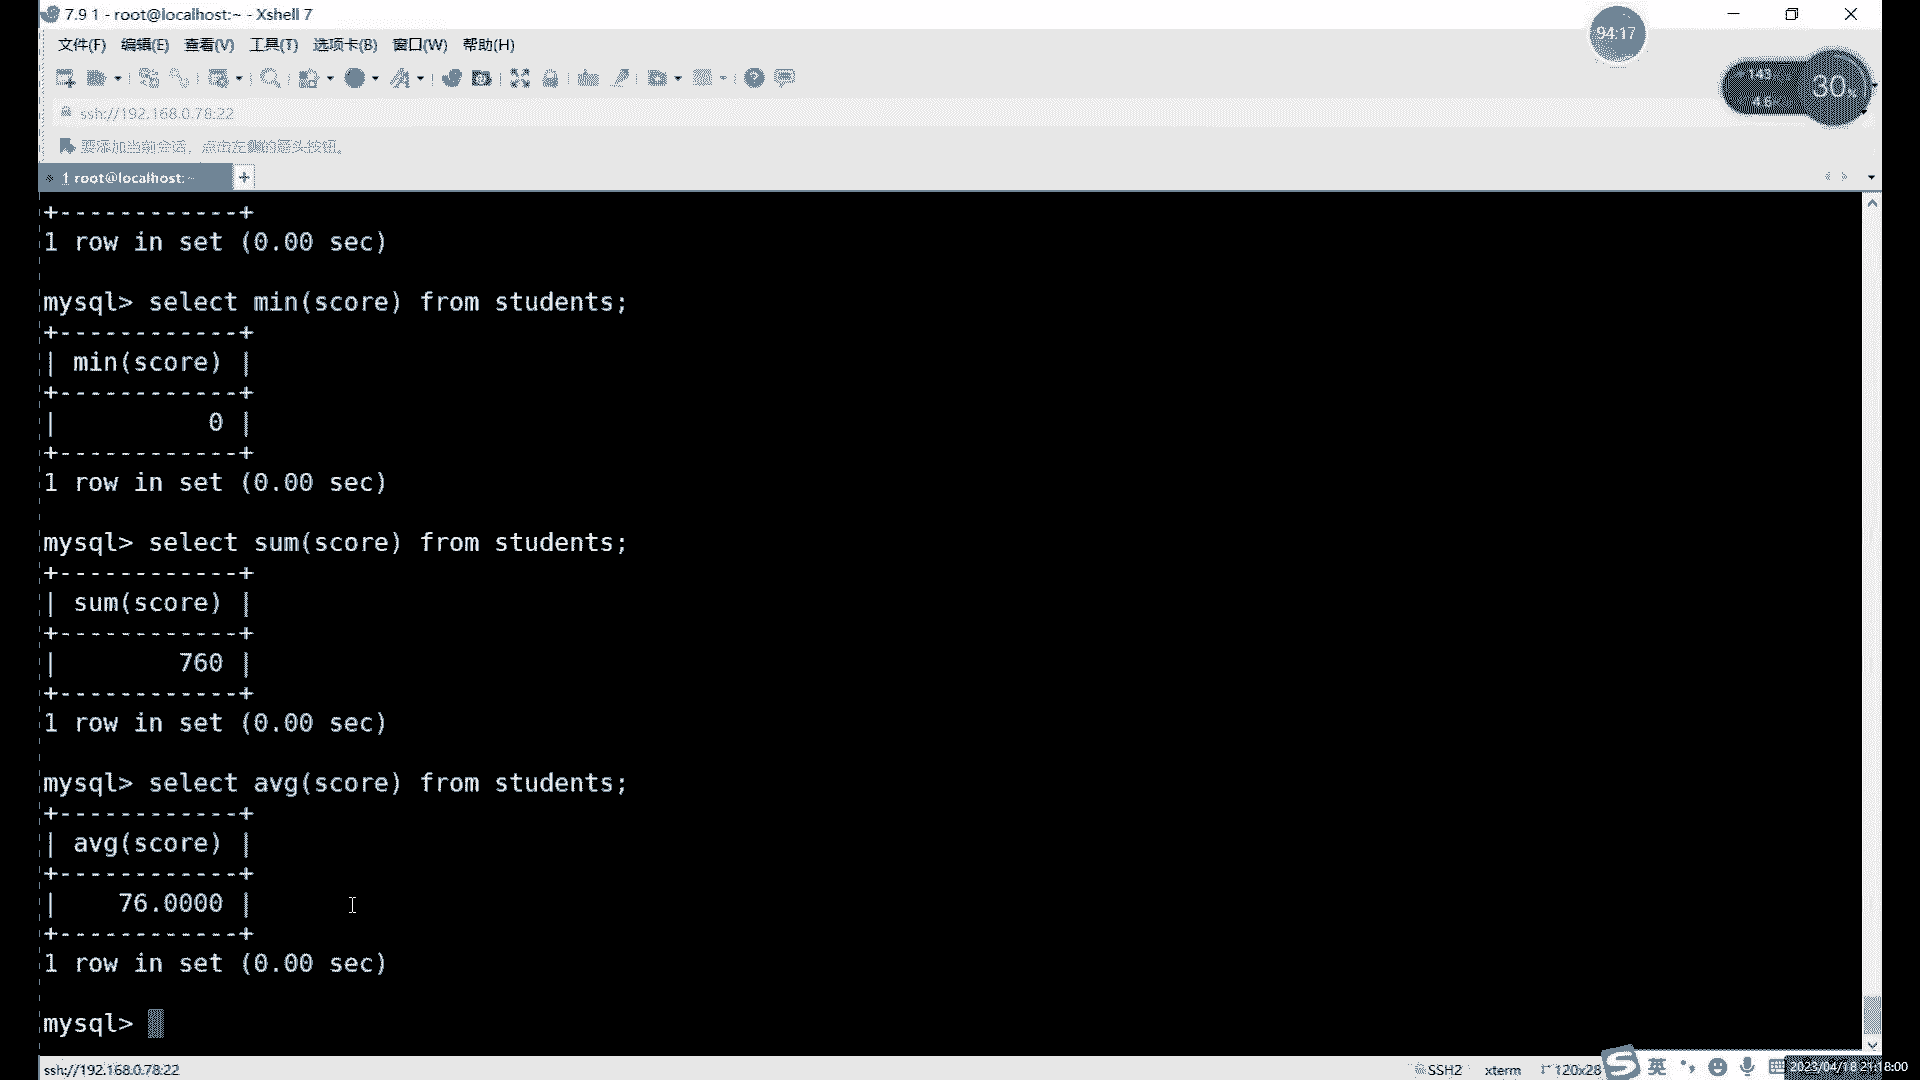 7.9 1 - root@localhost:~ - Xshell 7
94:17
文件(F) 编辑(E) 查看(V) 工具(T) 选项卡(B) 窗口(W) 帮助(H)
143
30%
4.6
ssh://192.168.0.78:22
要添加当前会话，点击左侧的箭头按钮。
1 root@localhost:~
+------------+
1 row in set (0.00 sec)
mysql> select min(score) from students;
+------------+
| min(score) |
+------------+
|          0 |
+------------+
1 row in set (0.00 sec)
mysql> select sum(score) from students;
+------------+
| sum(score) |
+------------+
|        760 |
+------------+
1 row in set (0.00 sec)
mysql> select avg(score) from students;
+------------+
| avg(score) |
+------------+
|    76.0000 |
+------------+
1 row in set (0.00 sec)
mysql>
ssh://192.168.0.78:22 SSH2 xterm 120x28 英 2023/04/18 21:18:00